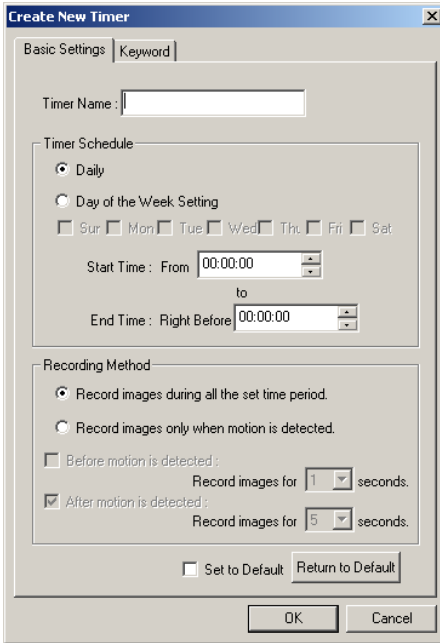 Create New Timer
Basic Settings Keyword
Timer Name :
Timer Schedule
Daily
Day of the Week Setting
Sun Mon Tue Wed Thu Fri Sat
Start Time : From 00:00:00
to
End Time : Right Before 00:00:00
Recording Method
Record images during all the set time period.
Record images only when motion is detected.
Before motion is detected :
Record images for 1 seconds.
After motion is detected :
Record images for 5 seconds.
Set to Default Return to Default
OK Cancel